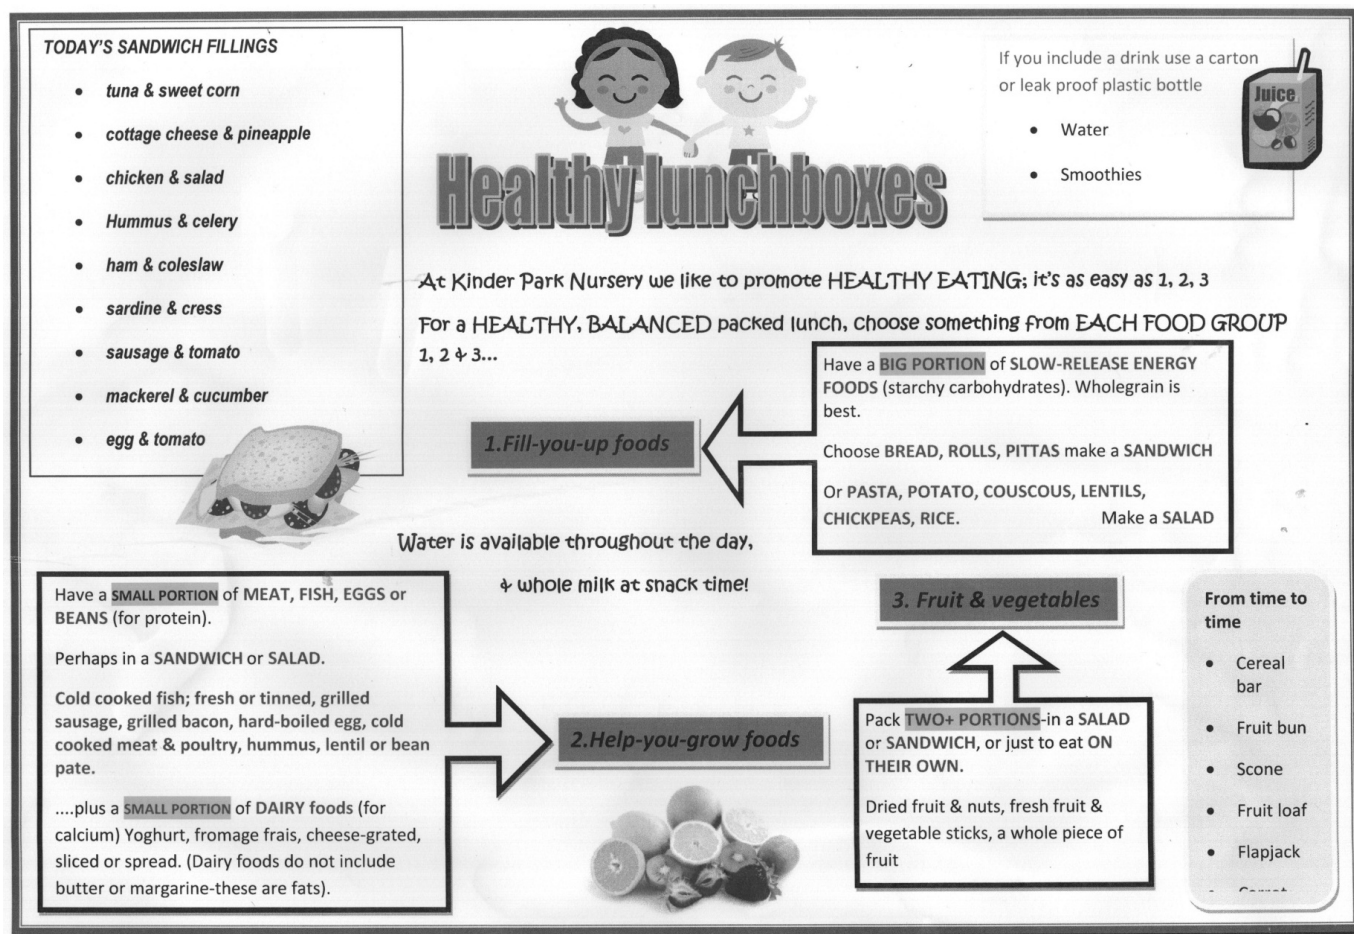 TODAY'S SANDWICH FILLINGS
• tuna & sweet corn
• cottage cheese & pineapple
• chicken & salad
• Hummus & celery
• ham & coleslaw
• sardine & cress
• sausage & tomato
• mackerel & cucumber
• egg & tomato
Healthy lunchboxes
If you include a drink use a carton
or leak proof plastic bottle
• Water
• Smoothies
Juice
At Kinder Park Nursery we like to promote HEALTHY EATING; it's as easy as 1, 2, 3
For a HEALTHY, BALANCED packed lunch, choose something from EACH FOOD GROUP
1, 2 & 3...
1.Fill-you-up foods
Have a BIG PORTION of SLOW-RELEASE ENERGY
FOODS (starchy carbohydrates). Wholegrain is
best.
Choose BREAD, ROLLS, PITTAS make a SANDWICH
Or PASTA, POTATO, COUSCOUS, LENTILS,
CHICKPEAS, RICE. Make a SALAD
Water is available throughout the day,
& whole milk at snack time!
Have a SMALL PORTION of MEAT, FISH, EGGS or
BEANS (for protein).
Perhaps in a SANDWICH or SALAD.
Cold cooked fish; fresh or tinned, grilled
sausage, grilled bacon, hard-boiled egg, cold
cooked meat & poultry, hummus, lentil or bean
pate.
....plus a SMALL PORTION of DAIRY foods (for
calcium) Yoghurt, fromage frais, cheese-grated,
sliced or spread. (Dairy foods do not include
butter or margarine-these are fats).
2.Help-you-grow foods
3. Fruit & vegetables
Pack TWO+ PORTIONS-in a SALAD
or SANDWICH, or just to eat ON
THEIR OWN.
Dried fruit & nuts, fresh fruit &
vegetable sticks, a whole piece of
fruit
From time to
time
• Cereal
bar
• Fruit bun
• Scone
• Fruit loaf
• Flapjack